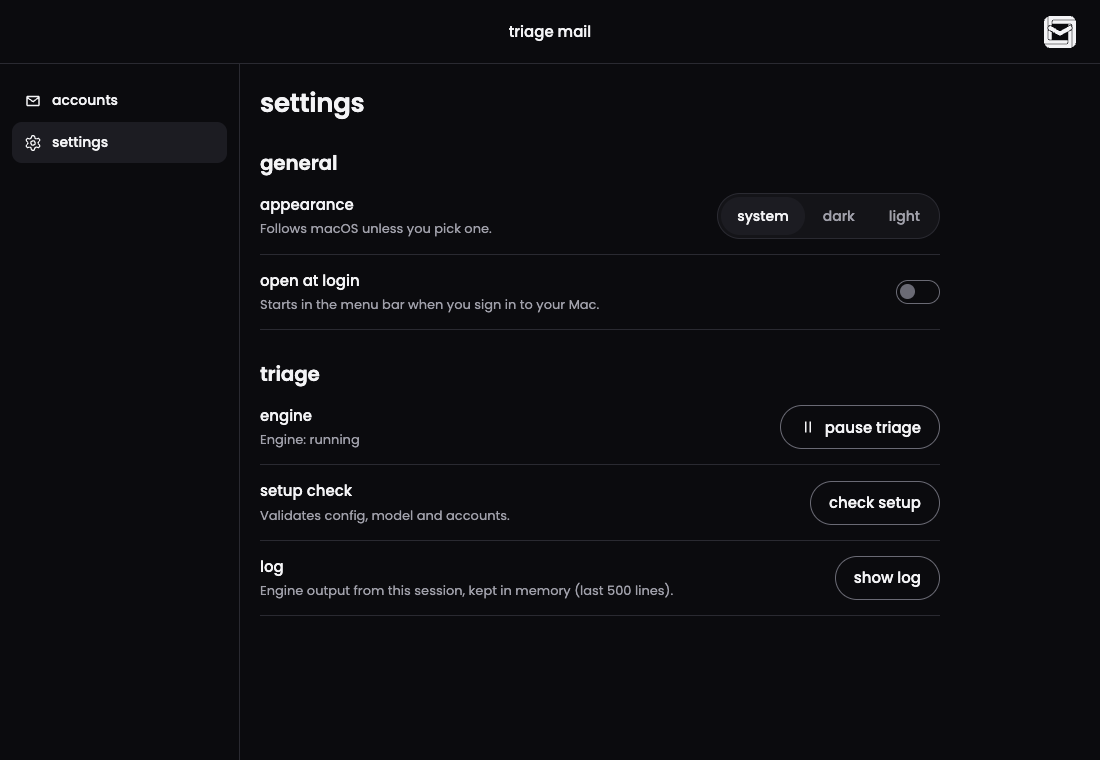 triage mail
accounts
settings
settings
general
appearance
Follows macOS unless you pick one.
system dark light
open at login
Starts in the menu bar when you sign in to your Mac.
triage
engine
Engine: running
pause triage
setup check
Validates config, model and accounts.
check setup
log
Engine output from this session, kept in memory (last 500 lines).
show log